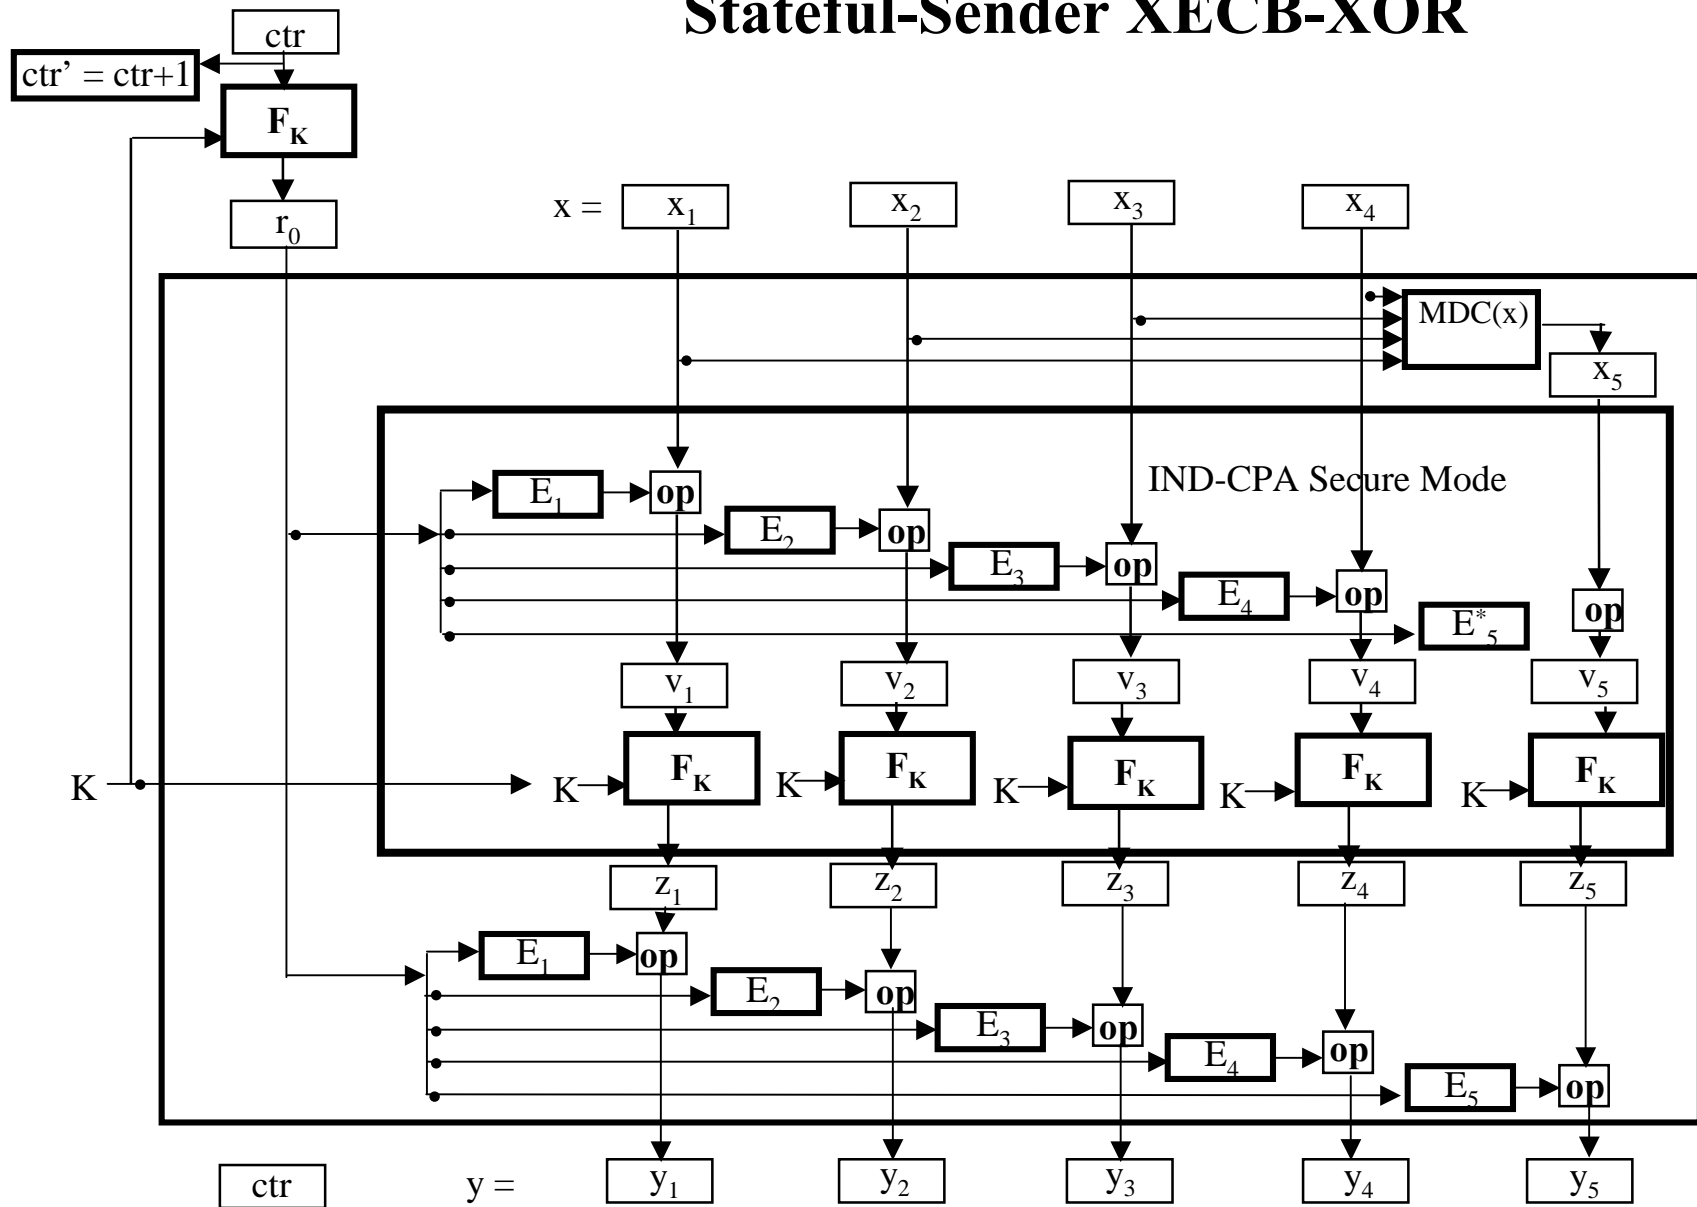 Stateful-Sender XECB-XOR
ctr
ctr' = ctr+1
F_K
r_0
x = x_1 x_2 x_3 x_4
MDC(x)
x_5
IND-CPA Secure Mode
E_1 op
E_2 op
E_3 op
E_4 op
E*_5 op
v_1 v_2 v_3 v_4 v_5
K K F_K K F_K K F_K K F_K K F_K
z_1 z_2 z_3 z_4 z_5
E_1 op
E_2 op
E_3 op
E_4 op
E_5 op
ctr y = y_1 y_2 y_3 y_4 y_5